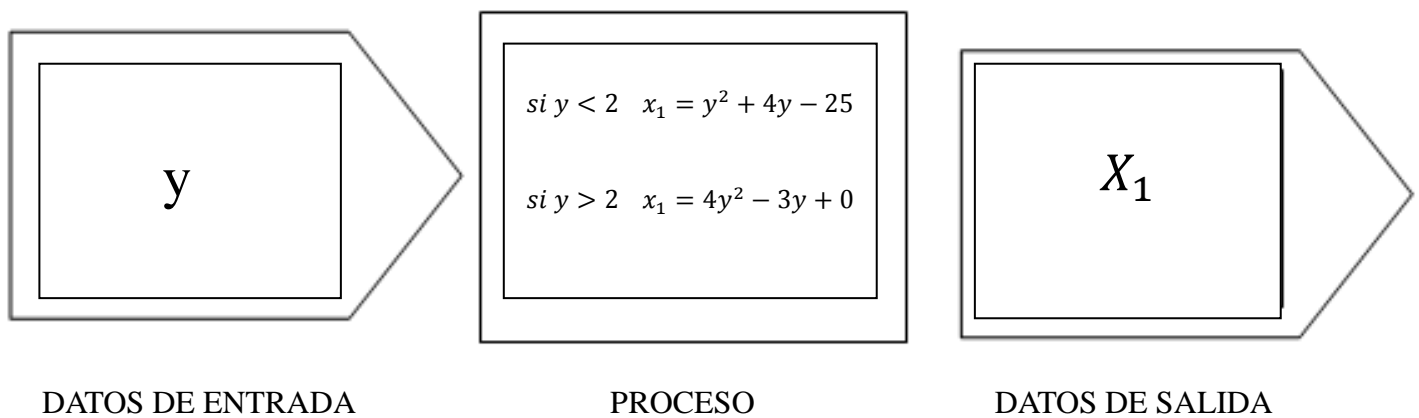 y
si y < 2 x₁ = y² + 4y − 25
si y > 2 x₁ = 4y² − 3y + 0
X₁
DATOS DE ENTRADA
PROCESO
DATOS DE SALIDA